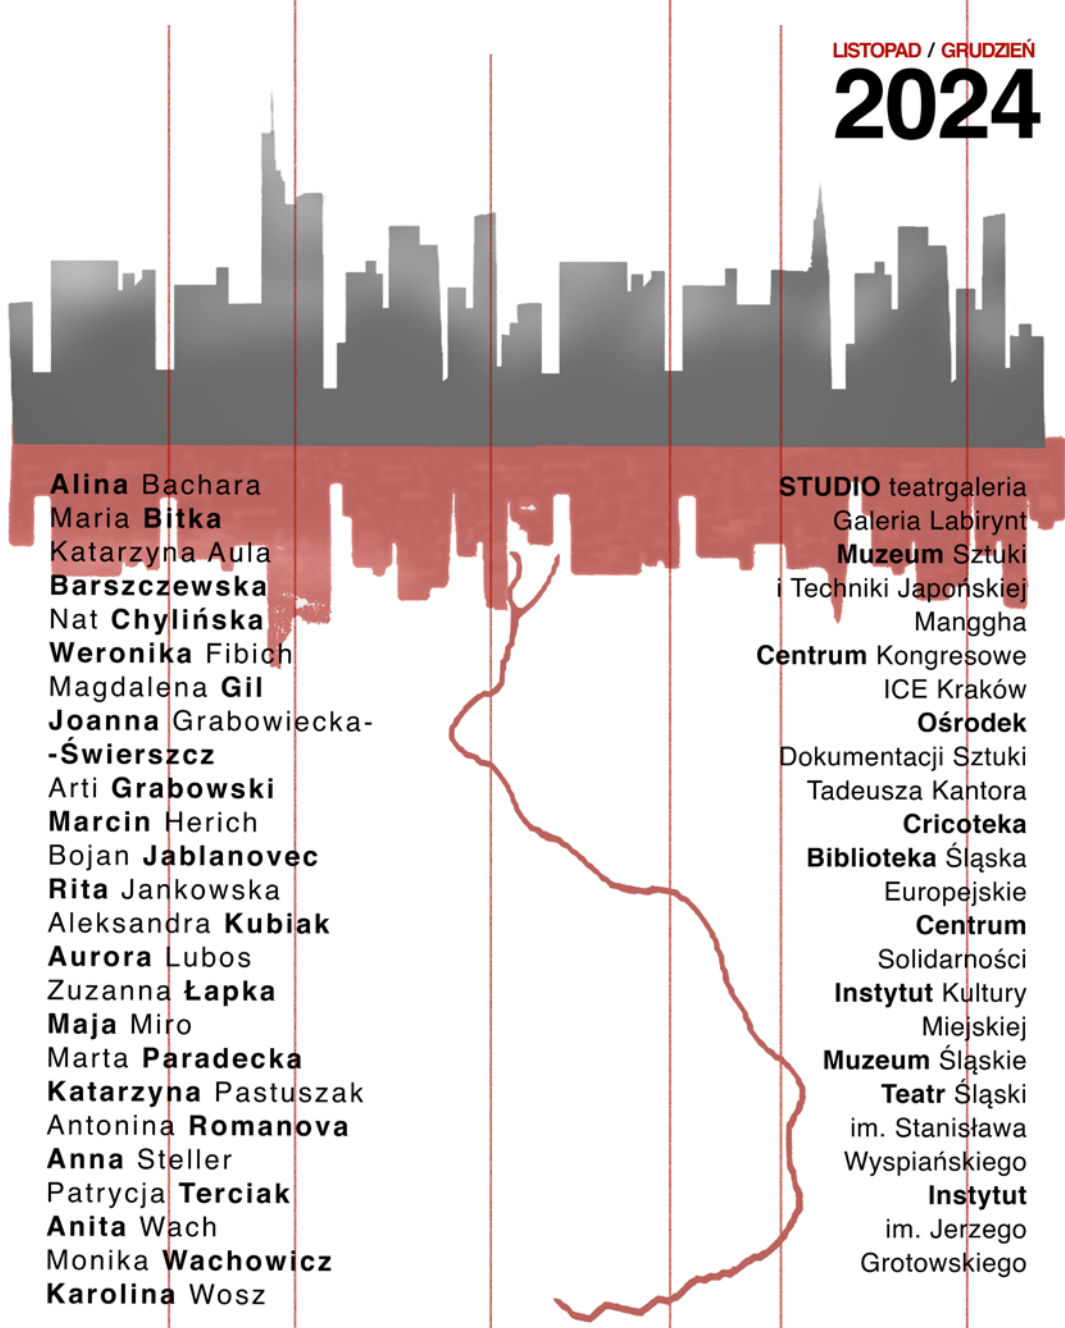 LISTOPAD / GRUDZIEŃ
2024
Alina Bachara
Maria Bitka
Katarzyna Aula
Barszczewska
Nat Chylińska
Weronika Fibich
Magdalena Gil
Joanna Grabowiecka-
-Świerszcz
Arti Grabowski
Marcin Herich
Bojan Jablanovec
Rita Jankowska
Aleksandra Kubiak
Aurora Lubos
Zuzanna Łapka
Maja Miro
Marta Paradecka
Katarzyna Pastuszak
Antonina Romanova
Anna Steller
Patrycja Terciak
Anita Wach
Monika Wachowicz
Karolina Wosz
STUDIO teatrgaleria
Galeria Labirynt
Muzeum Sztuki
i Techniki Japońskiej
Manggha
Centrum Kongresowe
ICE Kraków
Ośrodek
Dokumentacji Sztuki
Tadeusza Kantora
Cricoteka
Biblioteka Śląska
Europejskie
Centrum
Solidarności
Instytut Kultury
Miejskiej
Muzeum Śląskie
Teatr Śląski
im. Stanisława
Wyspiańskiego
Instytut
im. Jerzego
Grotowskiego